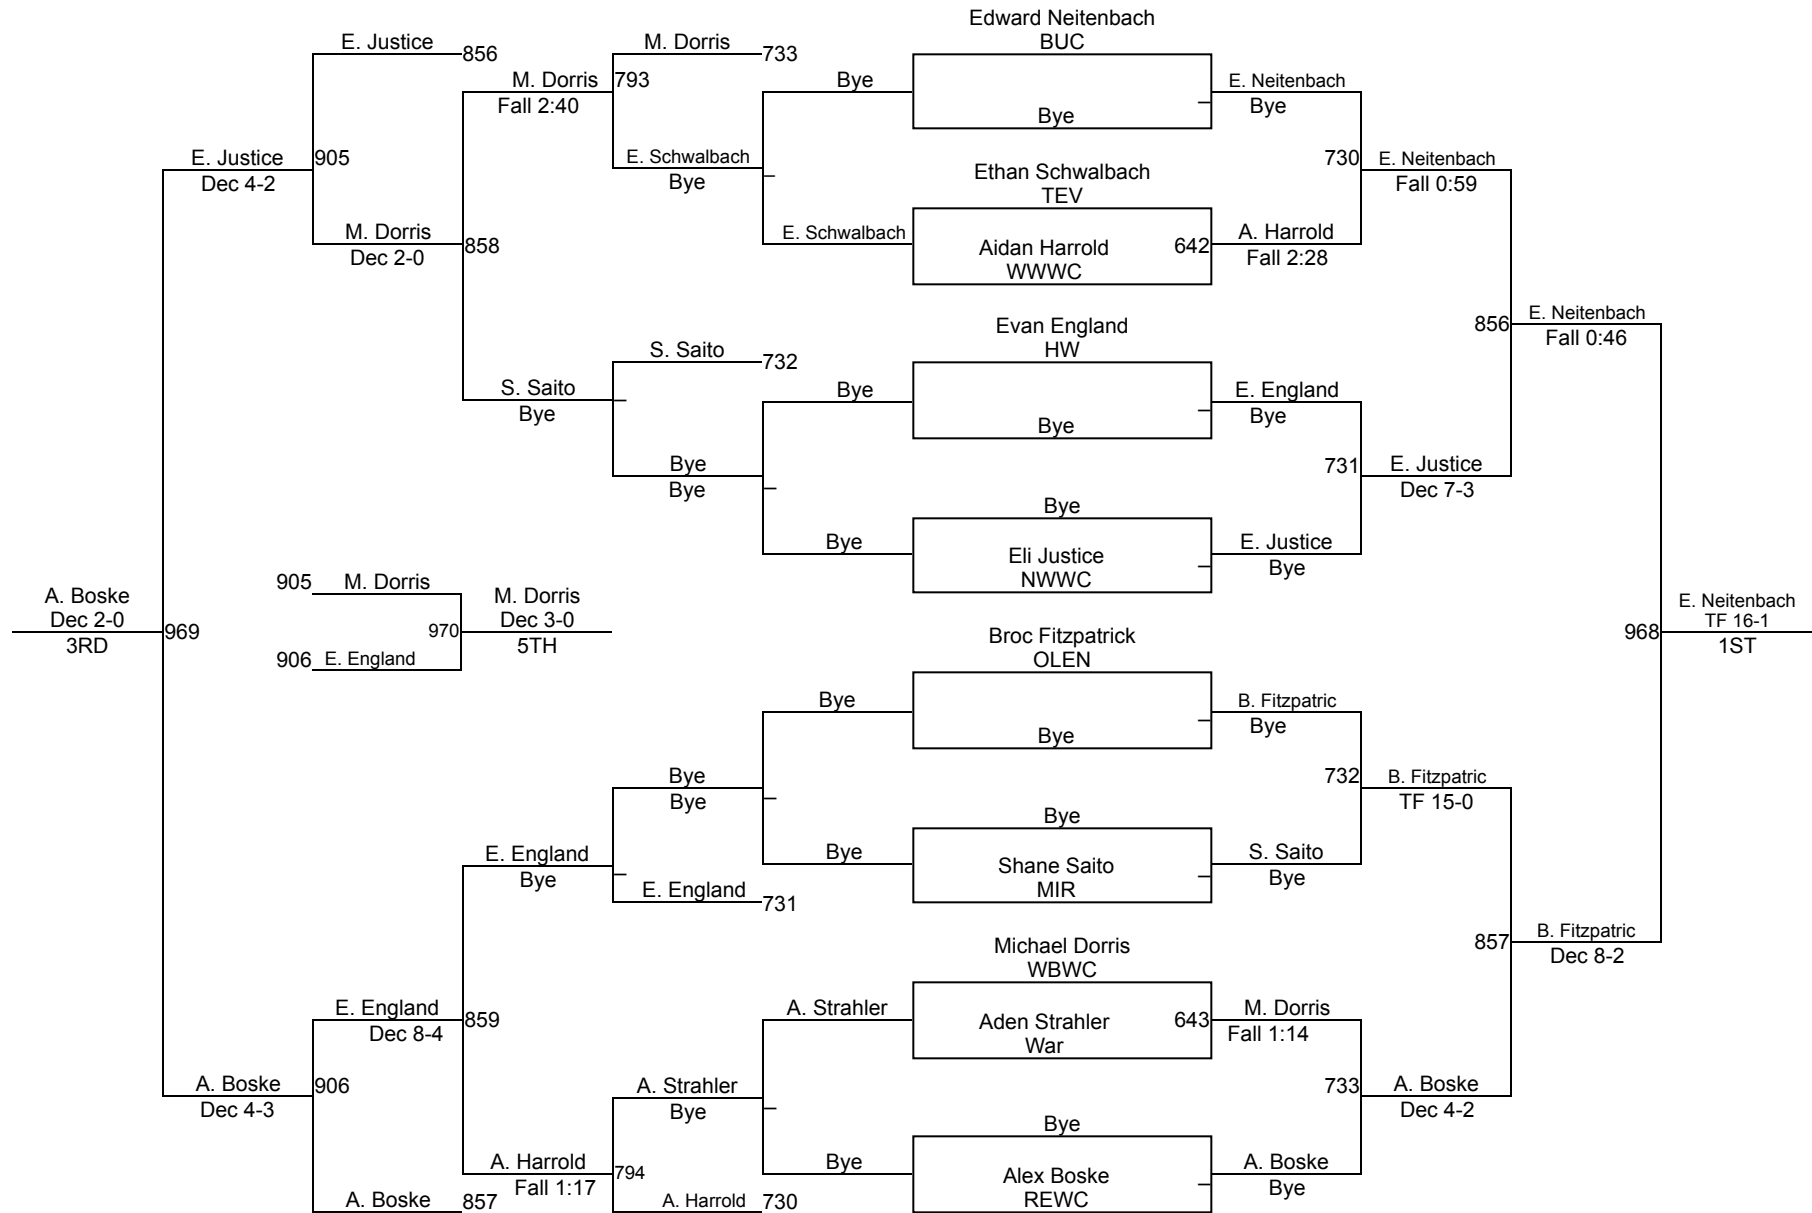 Edward Neitenbach
BUC
E. Justice
856
M. Dorris
733
M. Dorris
793
Fall 2:40
Bye
E. Neitenbach
Bye
Bye
E. Justice
905
Dec 4-2
E. Schwalbach
Bye
Ethan Schwalbach
TEV
730
E. Neitenbach
Fall 0:59
M. Dorris
858
Dec 2-0
E. Schwalbach
Aidan Harrold
642
WWWC
A. Harrold
Fall 2:28
Evan England
HW
856
E. Neitenbach
Fall 0:46
S. Saito
732
S. Saito
Bye
Bye
E. England
Bye
Bye
Bye
Bye
731
E. Justice
Dec 7-3
Bye
Bye
Eli Justice
NWWC
E. Justice
Bye
A. Boske
Dec 2-0
969
3RD
905
M. Dorris
906
E. England
970
M. Dorris
Dec 3-0
5TH
968
E. Neitenbach
TF 16-1
1ST
Broc Fitzpatrick
OLEN
Bye
B. Fitzpatric
Bye
Bye
Bye
Bye
732
B. Fitzpatric
TF 15-0
Bye
E. England
Bye
Bye
Shane Saito
MIR
S. Saito
Bye
E. England
731
Michael Dorris
WBWC
857
B. Fitzpatric
Dec 8-2
E. England
859
Dec 8-4
A. Strahler
Aden Strahler
643
War
M. Dorris
Fall 1:14
A. Boske
906
Dec 4-3
A. Strahler
Bye
733
A. Boske
Dec 4-2
Bye
A. Harrold
794
Fall 1:17
Bye
Alex Boske
REWC
A. Boske
Bye
A. Boske
857
A. Harrold
730